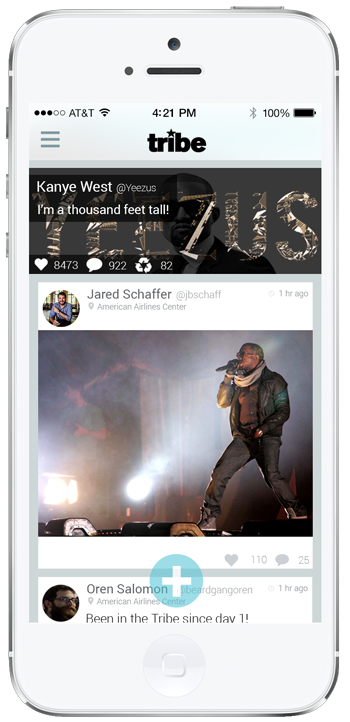 AT&T 4:21 PM 100%
tribe
YEEZUS
Kanye West @Yeezus
I'm a thousand feet tall!
8473 922 82
Jared Schaffer @jbschaff 1 hr ago
American Airlines Center
110 25
Oren Salomon @beardgangoren 1 hr ago
American Airlines Center
Been in the Tribe since day 1!